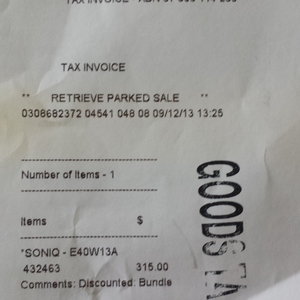 TAX INVOICE
** RETRIEVE PARKED SALE **
0308682372 04541 048 08 09/12/13 13:25
Number of Items - 1
Items $
*SONIQ - E40W13A
432463 315.00
Comments: Discounted: Bundle
GOODS